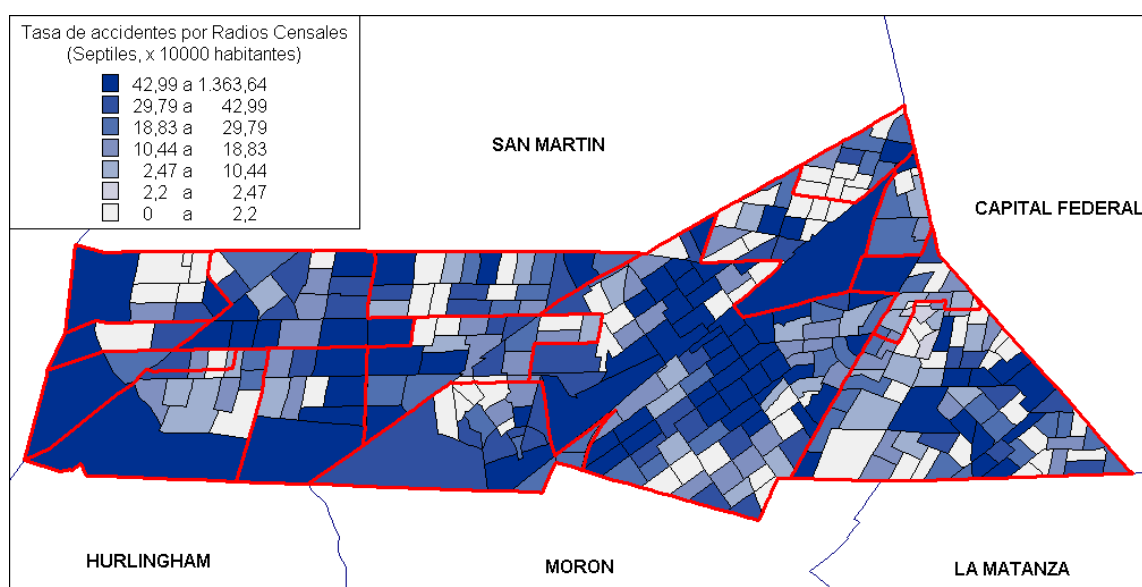 Tasa de accidentes por Radios Censales
(Septiles, x 10000 habitantes)
42,99 a 1.363,64
29,79 a 42,99
18,83 a 29,79
10,44 a 18,83
2,47 a 10,44
2,2 a 2,47
0 a 2,2
SAN MARTIN
CAPITAL FEDERAL
HURLINGHAM
MORON
LA MATANZA